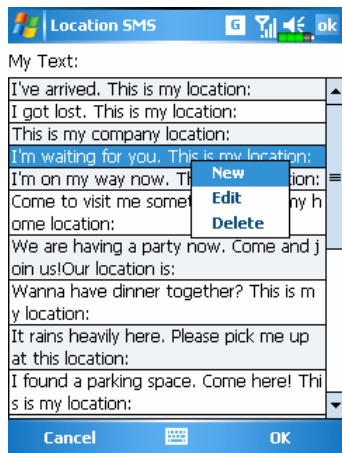 Location SMS G ok
My Text:
I've arrived. This is my location:
I got lost. This is my location:
This is my company location:
I'm waiting for you. This is my location:
New
I'm on my way now. Th tion:
Edit
Come to visit me somet ny h
ome location:
Delete
We are having a party now. Come and j
oin us!Our location is:
Wanna have dinner together? This is m
y location:
It rains heavily here. Please pick me up
at this location:
I found a parking space. Come here! Thi
s is my location:
Cancel OK